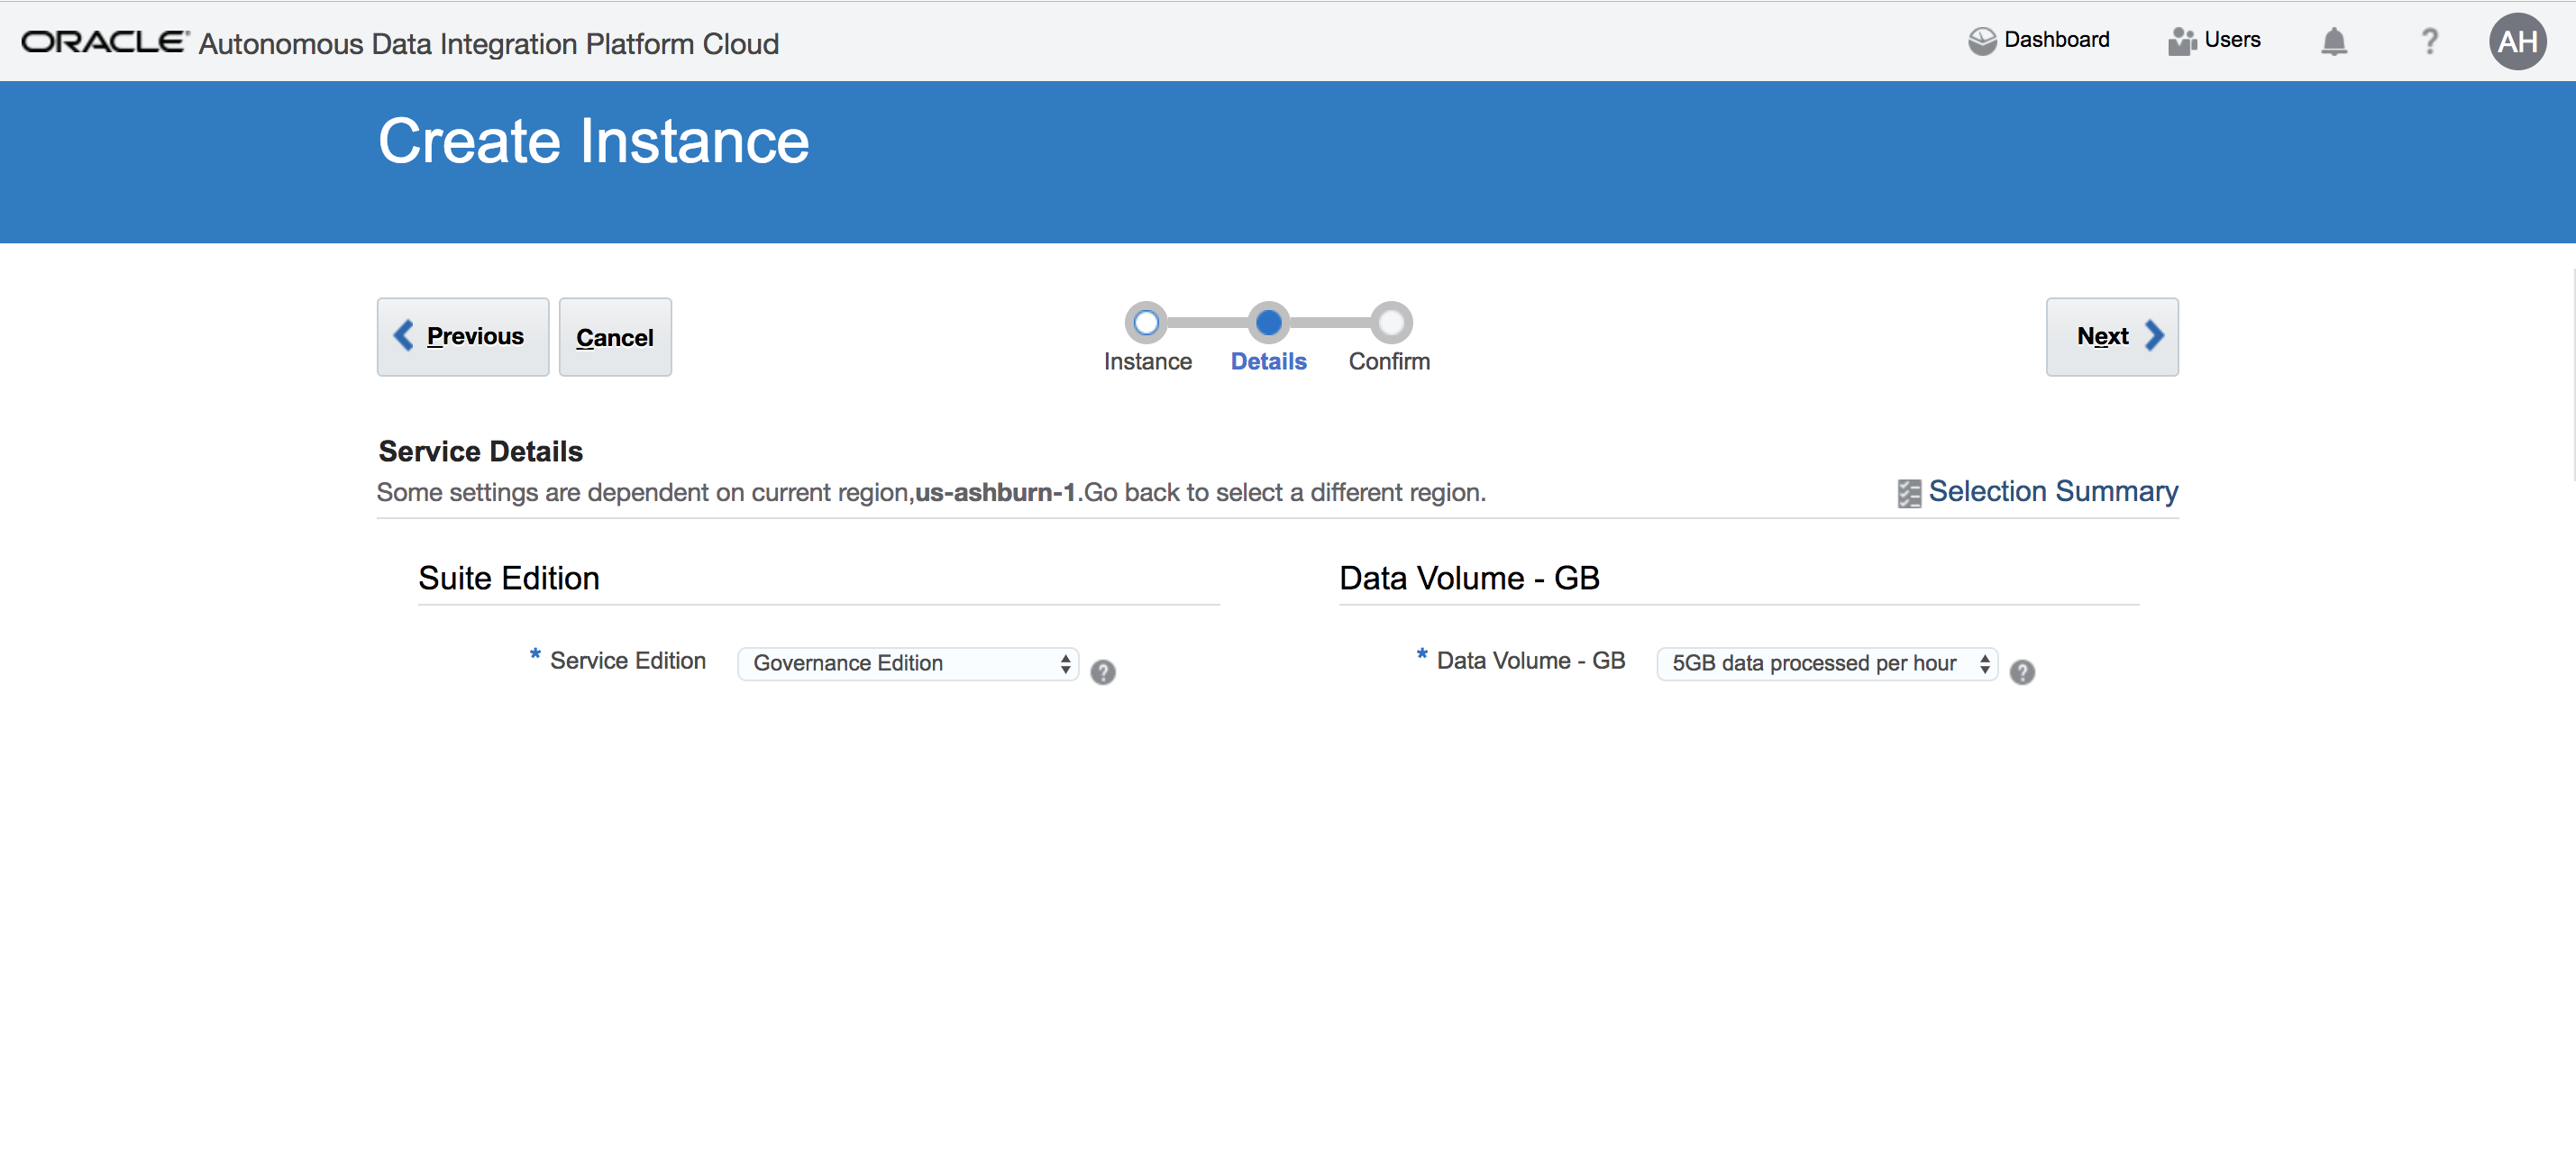 ORACLE® Autonomous Data Integration Platform Cloud
Dashboard
Users
?
AH
Create Instance
Previous
Cancel
Instance
Details
Confirm
Next
Service Details
Some settings are dependent on current region,us-ashburn-1.Go back to select a different region.
Selection Summary
Suite Edition
Data Volume - GB
* Service Edition
Governance Edition
?
* Data Volume - GB
5GB data processed per hour
?